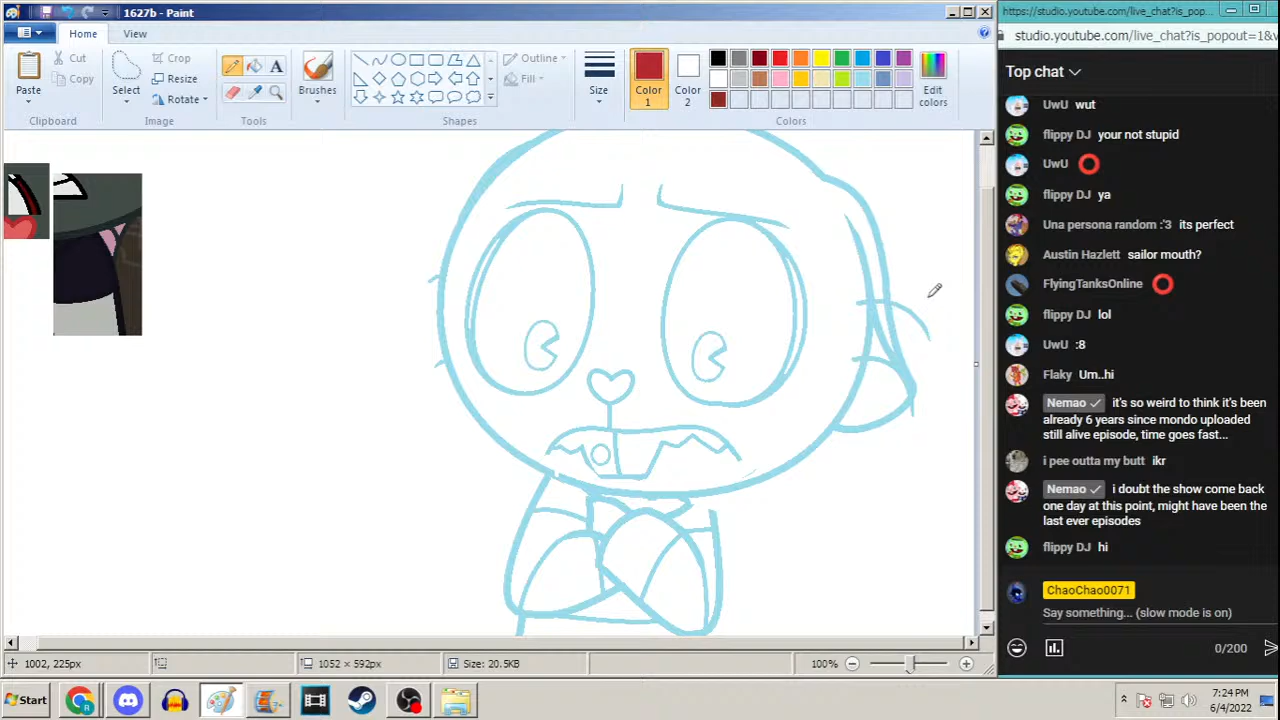 1627b - Paint
https://studio.youtube.com/live_chat?is_pop...
Home
View
studio.youtube.com/live_chat?is_popout=1&v
Paste
Cut
Copy
Clipboard
Select
Crop
Resize
Rotate
Image
Tools
Brushes
Shapes
Outline
Fill
Size
Color
1
Color
2
Edit
colors
Colors
Top chat
UwU wut
flippy DJ your not stupid
UwU
flippy DJ ya
Una persona random :'3 its perfect
Austin Hazlett sailor mouth?
FlyingTanksOnline
flippy DJ lol
UwU :8
Flaky Um..hi
Nemao it's so weird to think it's been
already 6 years since mondo uploaded
still alive episode, time goes fast...
i pee outta my butt ikr
Nemao i doubt the show come back
one day at this point, might have been the
last ever episodes
flippy DJ hi
ChaoChao0071
Say something... (slow mode is on)
0/200
1002, 225px
1052 × 592px
Size: 20.5KB
100%
Start
7:24 PM
6/4/2022